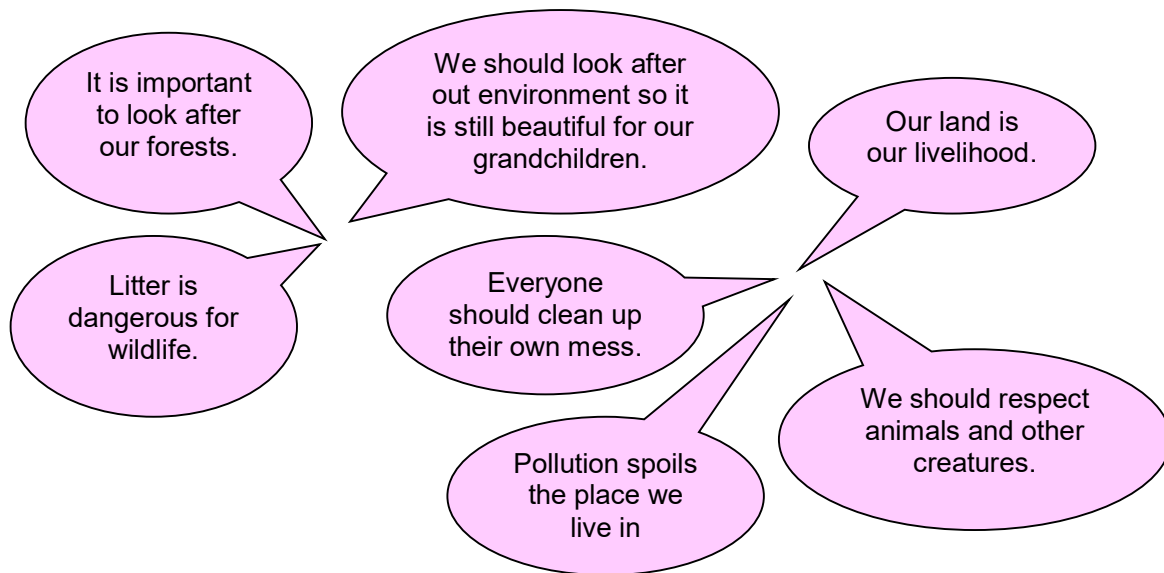 It is important
to look after
our forests.
We should look after
out environment so it
is still beautiful for our
grandchildren.
Our land is
our livelihood.
Litter is
dangerous for
wildlife.
Everyone
should clean up
their own mess.
We should respect
animals and other
creatures.
Pollution spoils
the place we
live in